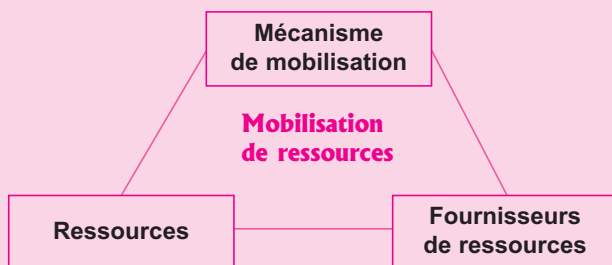 Mécanisme
de mobilisation
Mobilisation
de ressources
Ressources
Fournisseurs
de ressources